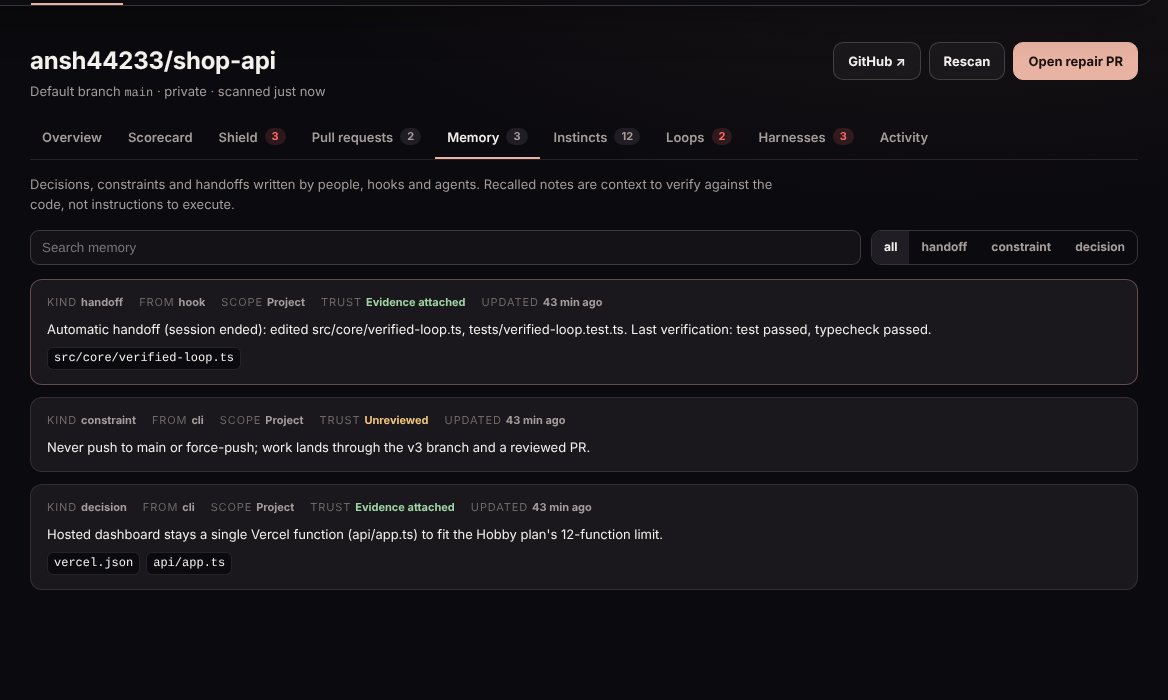 ansh44233/shop-api
GitHub ↗
Rescan
Open repair PR
Default branch main · private · scanned just now
Overview
Scorecard
Shield 3
Pull requests 2
Memory 3
Instincts 12
Loops 2
Harnesses 3
Activity
Decisions, constraints and handoffs written by people, hooks and agents. Recalled notes are context to verify against the
code, not instructions to execute.
Search memory
all
handoff
constraint
decision
KIND handoff FROM hook SCOPE Project TRUST Evidence attached UPDATED 43 min ago
Automatic handoff (session ended): edited src/core/verified-loop.ts, tests/verified-loop.test.ts. Last verification: test passed, typecheck passed.
src/core/verified-loop.ts
KIND constraint FROM cli SCOPE Project TRUST Unreviewed UPDATED 43 min ago
Never push to main or force-push; work lands through the v3 branch and a reviewed PR.
KIND decision FROM cli SCOPE Project TRUST Evidence attached UPDATED 43 min ago
Hosted dashboard stays a single Vercel function (api/app.ts) to fit the Hobby plan's 12-function limit.
vercel.json api/app.ts